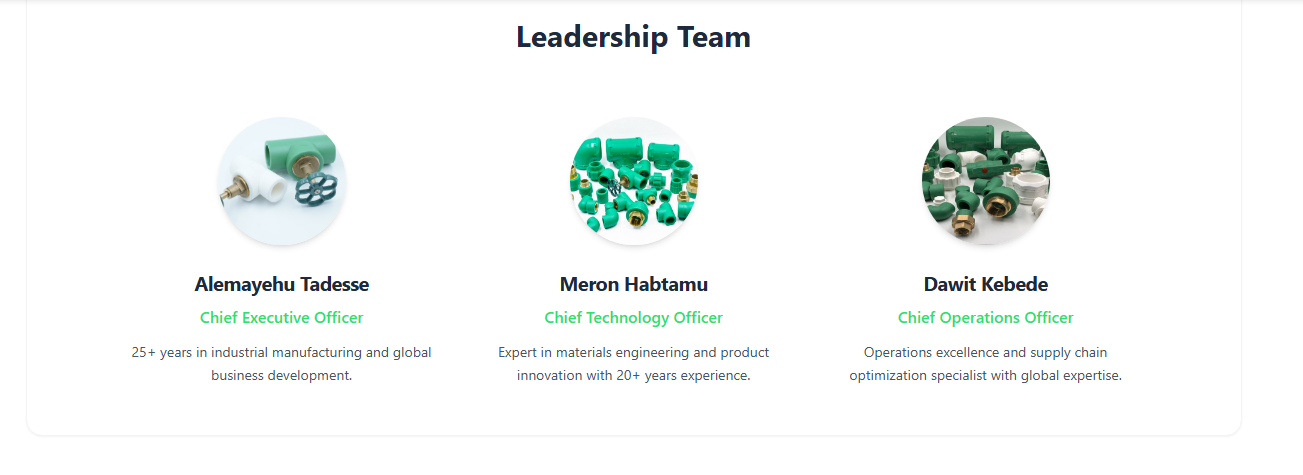 Leadership Team
Alemayehu Tadesse
Meron Habtamu
Dawit Kebede
Chief Executive Officer
Chief Technology Officer
Chief Operations Officer
25+ years in industrial manufacturing and global
business development.
Expert in materials engineering and product
innovation with 20+ years experience.
Operations excellence and supply chain
optimization specialist with global expertise.